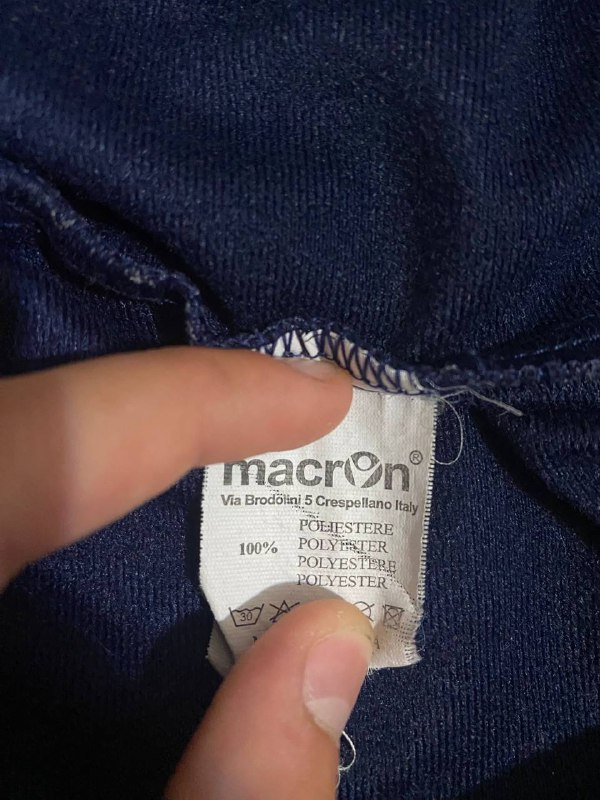 macron®
Via Brodolini 5 Crespellano Italy
POLIESTERE
100% POLYESTER
POLYESTERE
POLYESTER
30